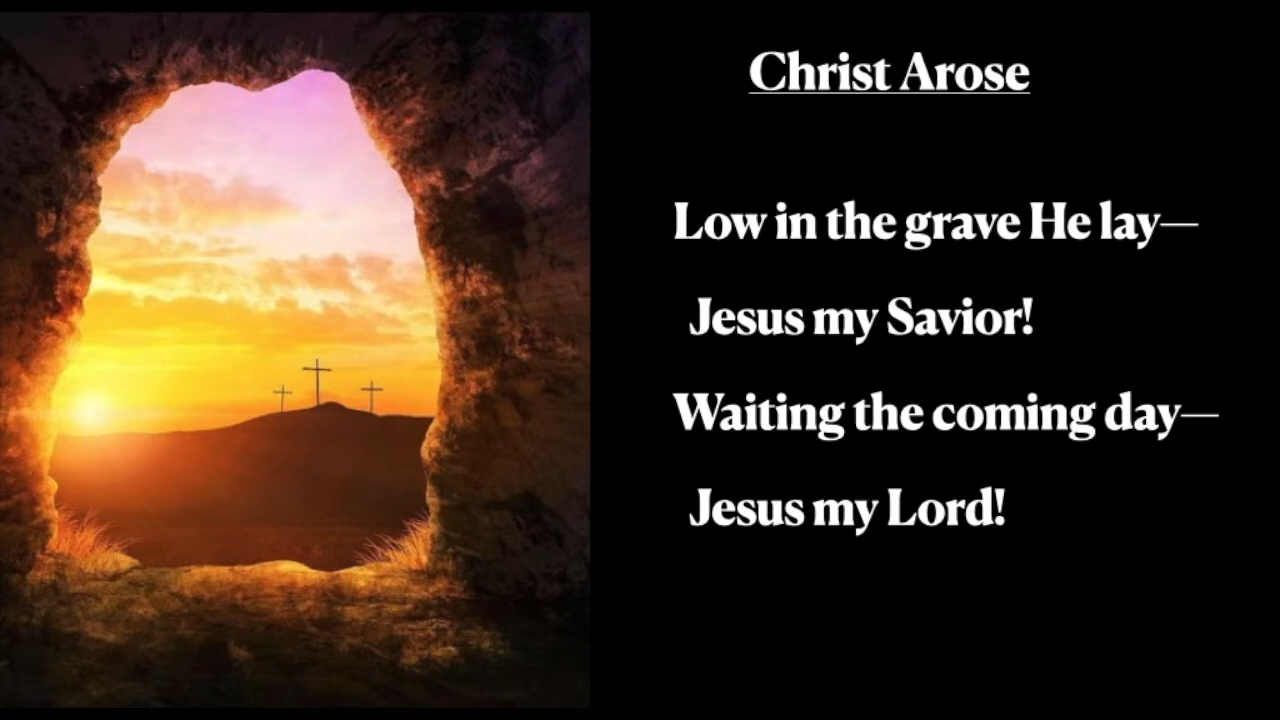 Christ Arose
Low in the grave He lay—
Jesus my Savior!
Waiting the coming day—
Jesus my Lord!